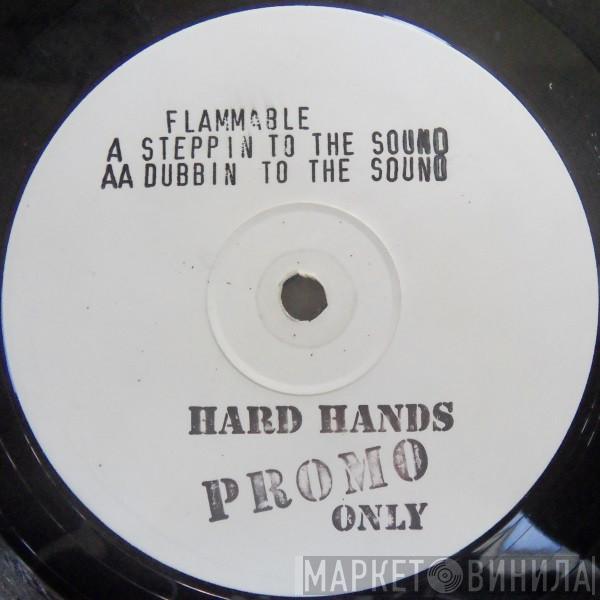 FLAMMABLE
A STEPPIN TO THE SOUND
AA DUBBIN TO THE SOUND
HARD HANDS
PROMO
ONLY
МАРКЕТ ВИНИЛА